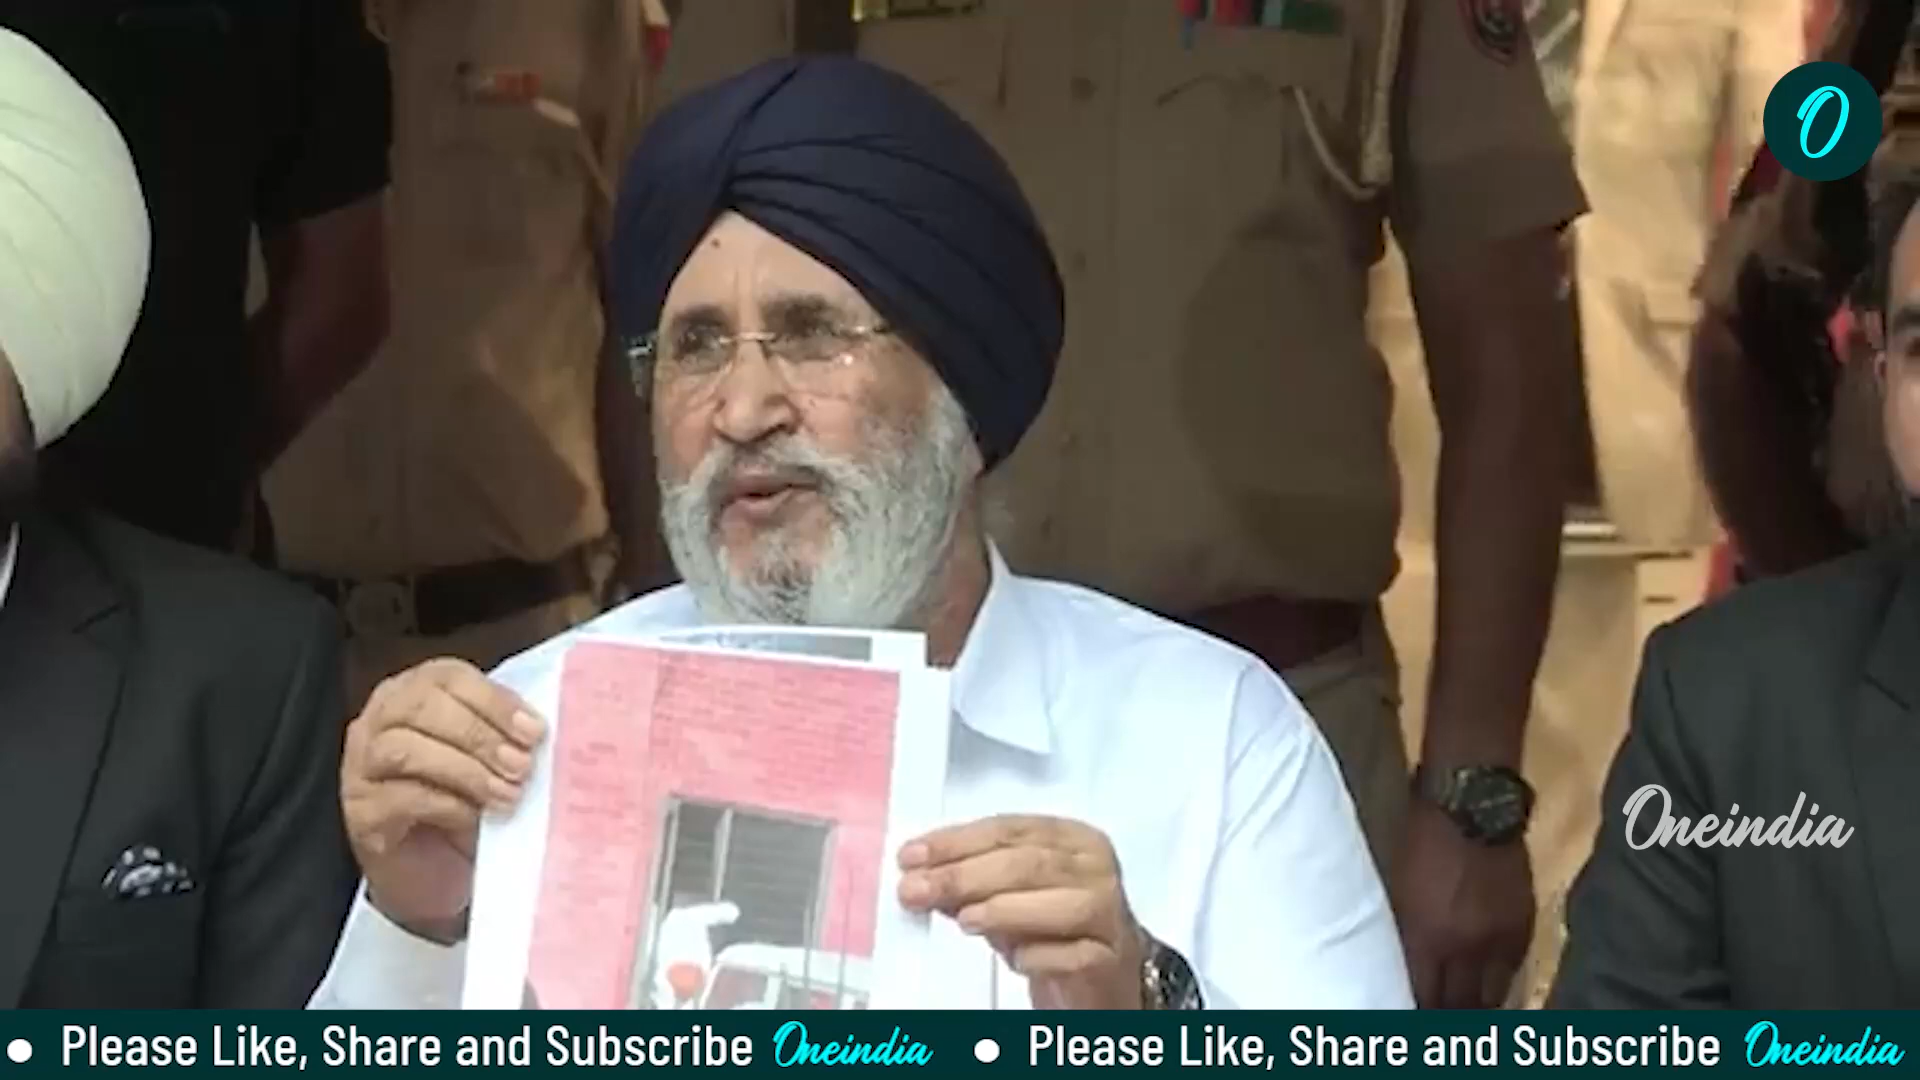 O
Oneindia
Please Like, Share and Subscribe Oneindia Please Like, Share and Subscribe Oneindia